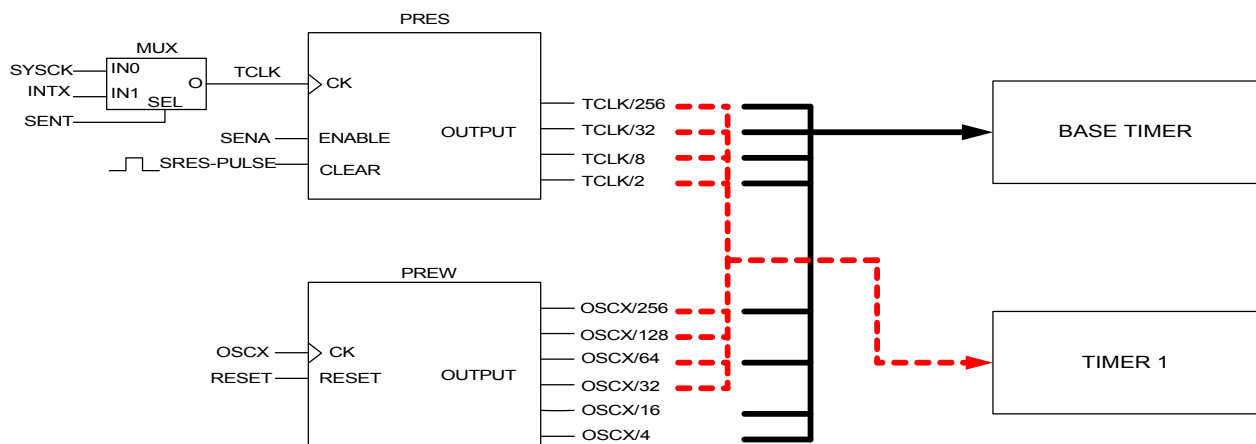 PRES
MUX
SYSCK
IN0
O
TCLK
CK
INTX
IN1
SEL
SENT
SENA
ENABLE
OUTPUT
SRES-PULSE
CLEAR
TCLK/256
TCLK/32
TCLK/8
TCLK/2
BASE TIMER
PREW
OSCX
CK
RESET
RESET
OUTPUT
OSCX/256
OSCX/128
OSCX/64
OSCX/32
OSCX/16
OSCX/4
TIMER 1